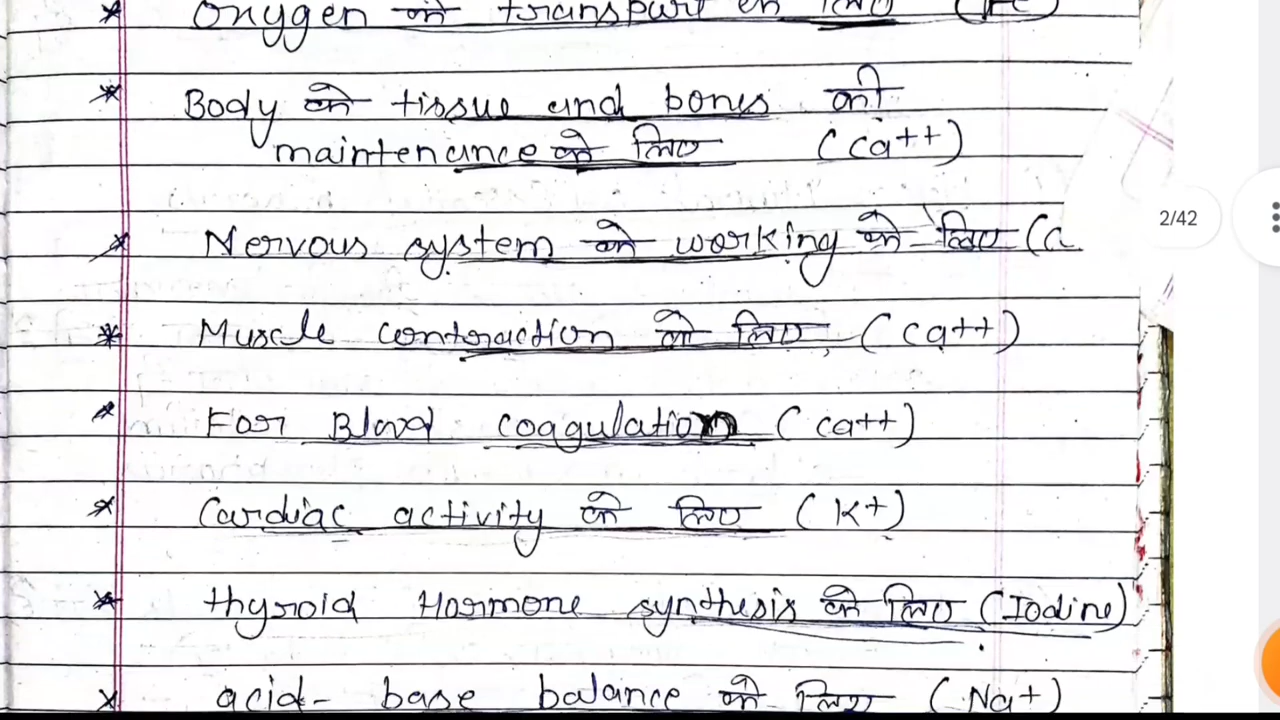 * Oxygen के transport के लिए (Fe)
* Body के tissue and bones की
maintenance के लिए (ca++)
2/42
* Nervous system के working के लिए (c
* Muscle contraction के लिए (ca++)
* For Blood coagulation (ca++)
* Cardiac activity के लिए (K+)
* thyroid Hormone synthesis के लिए (Iodine)
* acid- base balance के लिए (Na+)